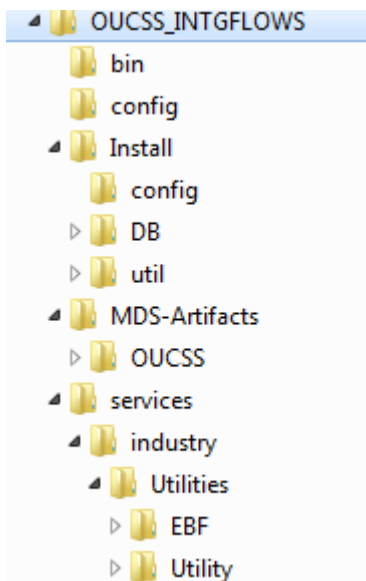 OUCSS_INTGFLOWS
bin
config
Install
config
DB
util
MDS-Artifacts
OUCSS
services
industry
Utilities
EBF
Utility